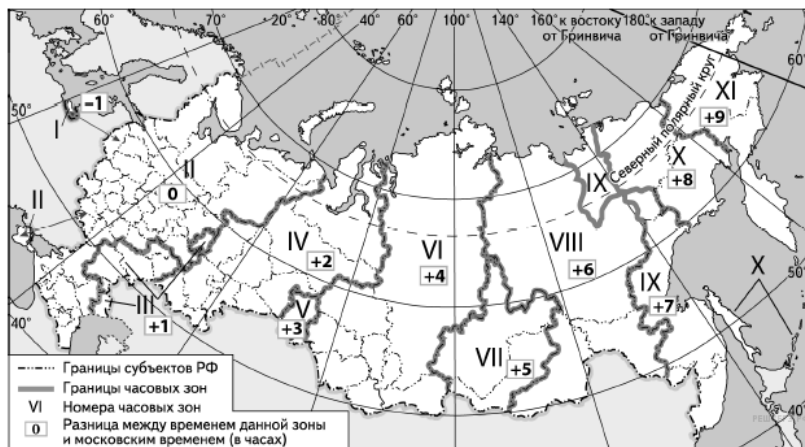 60°
70°
80°
60°
40°
100°
140°
160° к востоку
от Гринвича
180° к западу
от Гринвича
60°
50°
–1
I
Северный полярный круг
XI
+9
II
0
X
+8
II
IX
IV
+2
VI
+4
VIII
+6
IX
+7
X
50°
III
+1
V
+3
VII
+5
40°
40°
Границы субъектов РФ
Границы часовых зон
VI Номера часовых зон
0 Разница между временем данной зоны
и московским временем (в часах)